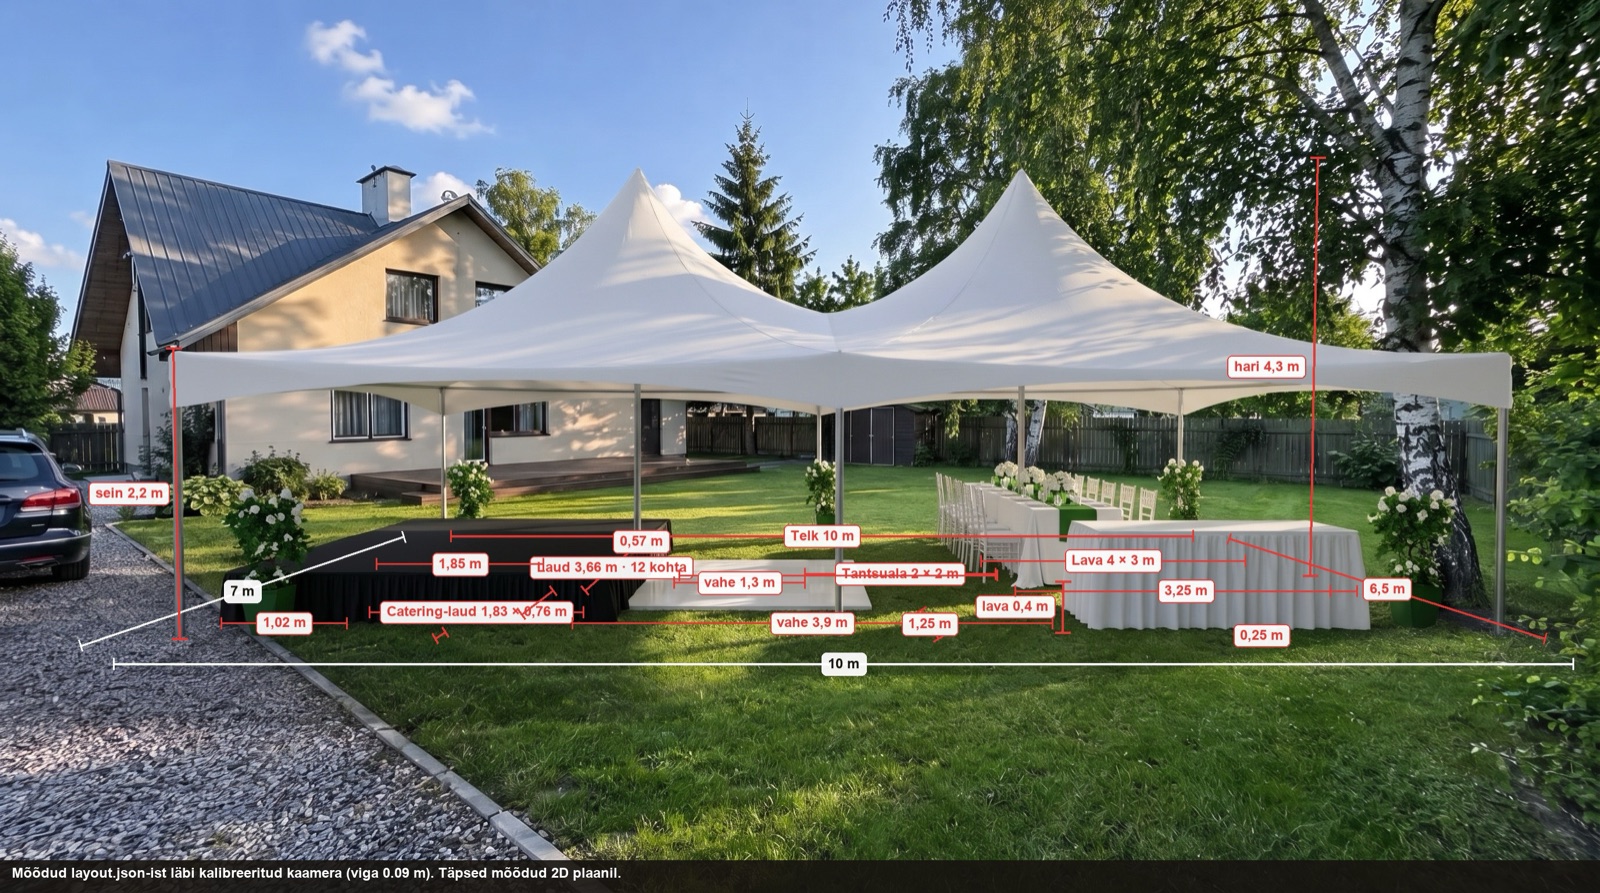 hari 4,3 m
sein 2,2 m
Telk 10 m
0,57 m
1,85 m
Laud 3,66 m · 12 kohta
vahe 1,3 m
Tantsuala 2 × 2 m
Lava 4 × 3 m
7 m
3,25 m
6,5 m
Catering-laud 1,83 × 0,76 m
lava 0,4 m
1,02 m
vahe 3,9 m
1,25 m
0,25 m
10 m
Mõõdud layout.json-ist läbi kalibreeritud kaamera (viga 0.09 m). Täpsed mõõdud 2D plaanil.